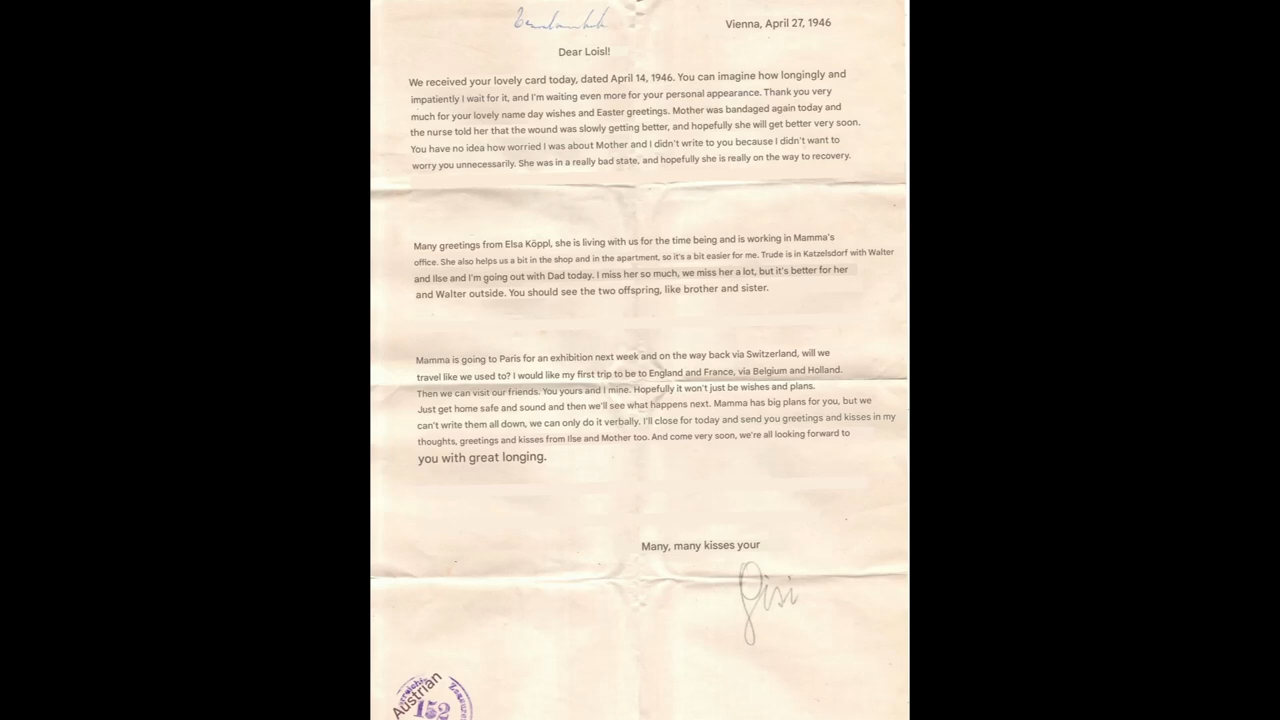 Vienna, April 27, 1946
Dear Loisl!
We received your lovely card today, dated April 14, 1946. You can imagine how longingly and
impatiently I wait for it, and I'm waiting even more for your personal appearance. Thank you very
much for your lovely name day wishes and Easter greetings. Mother was bandaged again today and
the nurse told her that the wound was slowly getting better, and hopefully she will get better very soon.
You have no idea how worried I was about Mother and I didn't write to you because I didn't want to
worry you unnecessarily. She was in a really bad state, and hopefully she is really on the way to recovery.
Many greetings from Elsa Köppl, she is living with us for the time being and is working in Mamma's
office. She also helps us a bit in the shop and in the apartment, so it's a bit easier for me. Trude is in Katzelsdorf with Walter
and Ilse and I'm going out with Dad today. I miss her so much, we miss her a lot, but it's better for her
and Walter outside. You should see the two offspring, like brother and sister.
Mamma is going to Paris for an exhibition next week and on the way back via Switzerland, will we
travel like we used to? I would like my first trip to be to England and France, via Belgium and Holland.
Then we can visit our friends. You yours and I mine. Hopefully it won't just be wishes and plans.
Just get home safe and sound and then we'll see what happens next. Mamma has big plans for you, but we
can't write them all down, we can only do it verbally. I'll close for today and send you greetings and kisses in my
thoughts, greetings and kisses from Ilse and Mother too. And come very soon, we're all looking forward to
you with great longing.
Many, many kisses your
Gisi
Austrian
152